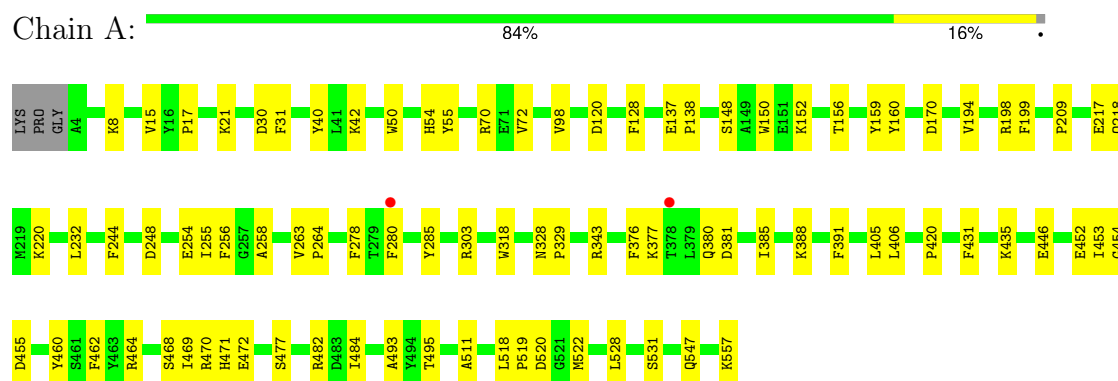 Chain A:
84% 16% •
LYS PRO GLY A4 K8 V15 Y16 P17 K21 D30 F31 Y40 L41 K42 W50 H54 Y55 R70 E71 V72 V98 D120 F128 E137 P138 S148 A149 W150 E151 K152 T156 Y159 Y160 D170 V194 R198 F199 P209 E217
M219 K220 L232 F244 D248 E254 I255 F256 G257 A258 V263 P264 F278 T279 F280 Y285 R303 W318 N328 P329 R343 F376 K377 T378 L379 Q380 D381 I385 K388 F391 L405 L406 P420 F431 K435 E446 E452 I453 G454
D455 Y460 S461 F462 Y463 R464 S468 I469 R470 H471 E472 S477 R482 D483 I484 A493 Y494 T495 A511 L518 P519 D520 G521 M522 L528 S531 Q547 K557